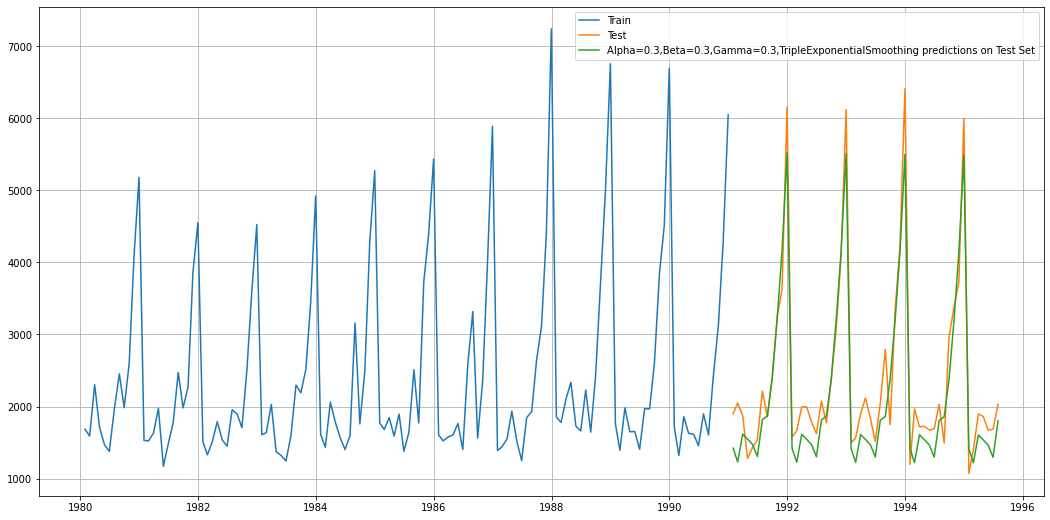 Train
Test
Alpha=0.3,Beta=0.3,Gamma=0.3,TripleExponentialSmoothing predictions on Test Set
7000
6000
5000
4000
3000
2000
1000
1980 1982 1984 1986 1988 1990 1992 1994 1996